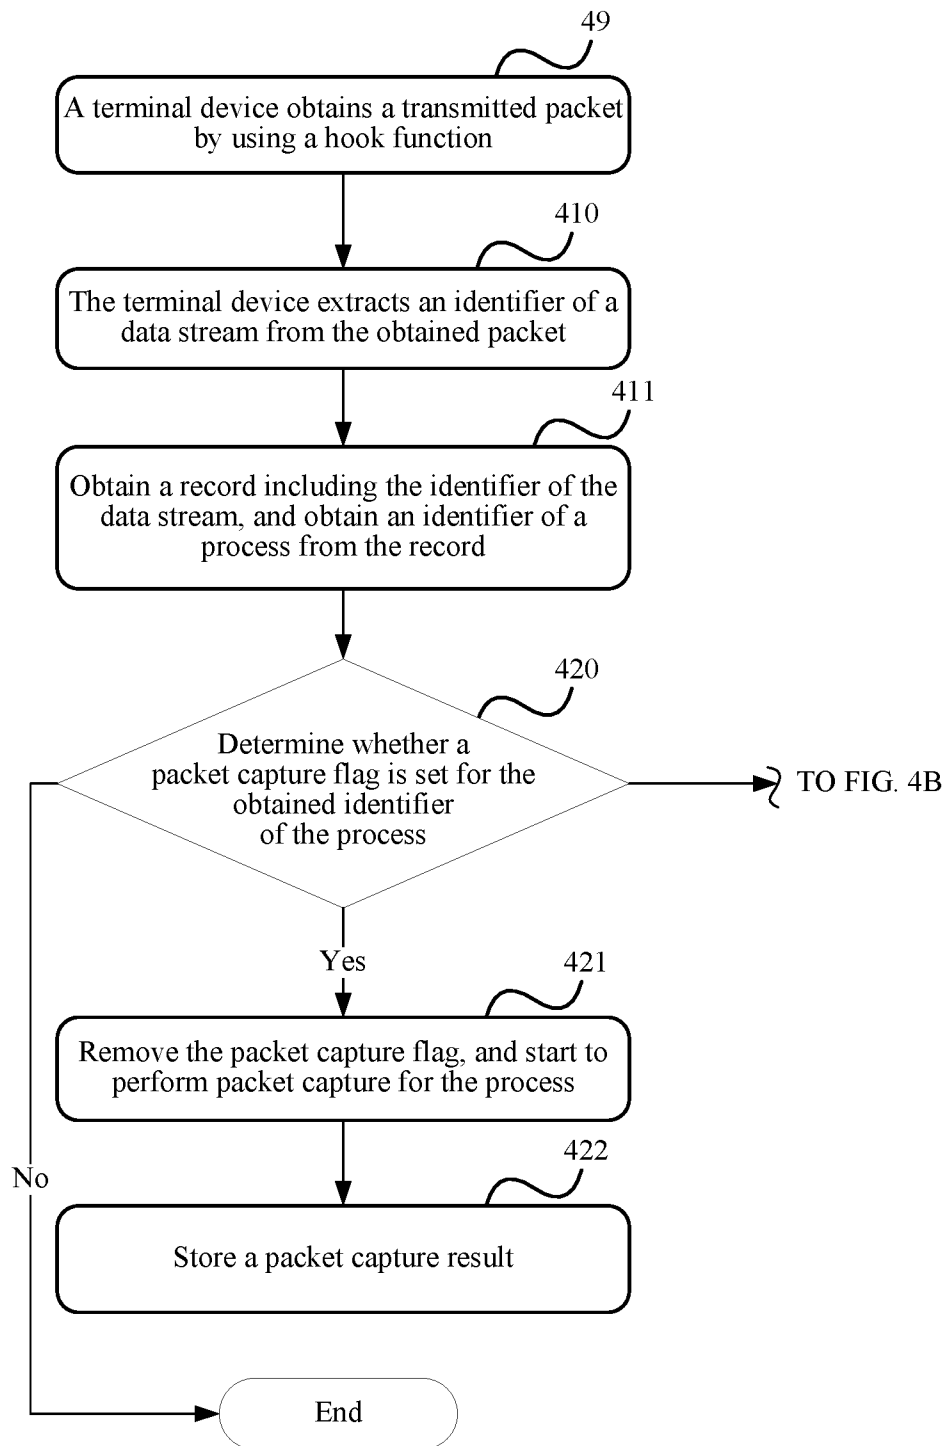 49
A terminal device obtains a transmitted packet
by using a hook function
410
The terminal device extracts an identifier of a
data stream from the obtained packet
411
Obtain a record including the identifier of the
data stream, and obtain an identifier of a
process from the record
420
Determine whether a
packet capture flag is set for the
obtained identifier
of the process
TO FIG. 4B
Yes
421
Remove the packet capture flag, and start to
perform packet capture for the process
422
No
Store a packet capture result
End